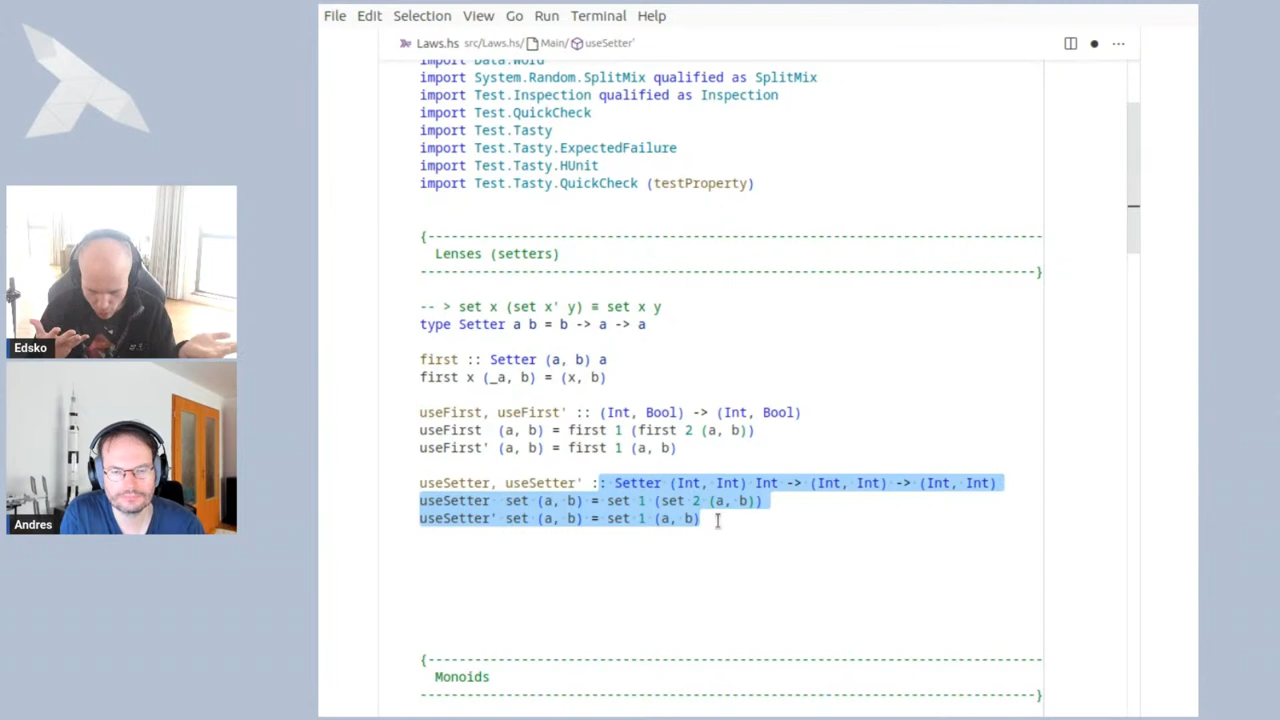 File Edit Selection View Go Run Terminal Help
Laws.hs src/Laws.hs/ Main/ useSetter'
import Data.Word
import System.Random.SplitMix qualified as SplitMix
import Test.Inspection qualified as Inspection
import Test.QuickCheck
import Test.Tasty
import Test.Tasty.ExpectedFailure
import Test.Tasty.HUnit
import Test.Tasty.QuickCheck (testProperty)
{-------------------------------------------------------------------------------
Lenses (setters)
-------------------------------------------------------------------------------}
-- > set x (set x' y) ≡ set x y
type Setter a b = b -> a -> a
first :: Setter (a, b) a
first x (_a, b) = (x, b)
useFirst, useFirst' :: (Int, Bool) -> (Int, Bool)
useFirst (a, b) = first 1 (first 2 (a, b))
useFirst' (a, b) = first 1 (a, b)
useSetter, useSetter' :: Setter (Int, Int) Int -> (Int, Int) -> (Int, Int)
useSetter set (a, b) = set 1 (set 2 (a, b))
useSetter' set (a, b) = set 1 (a, b)
{-------------------------------------------------------------------------------
Monoids
-------------------------------------------------------------------------------}
Edsko
Andres